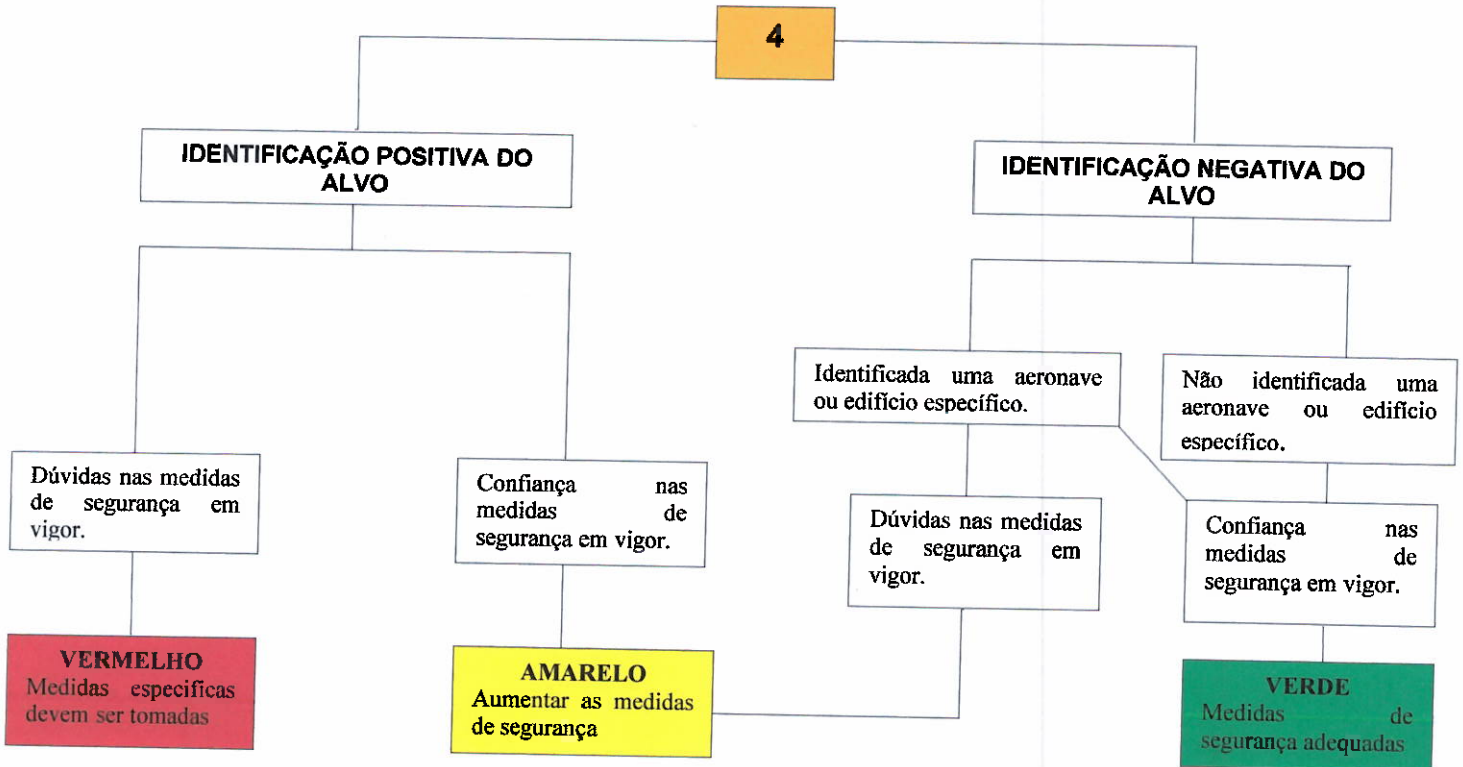 4
IDENTIFICAÇÃO POSITIVA DO
ALVO
IDENTIFICAÇÃO NEGATIVA DO
ALVO
Identificada uma aeronave
ou edifício específico.
Não identificada uma
aeronave ou edifício
específico.
Dúvidas nas medidas
de segurança em
vigor.
Confiança nas
medidas de
segurança em vigor.
Dúvidas nas medidas
de segurança em
vigor.
Confiança nas
medidas de
segurança em vigor.
VERMELHO
Medidas especificas
devem ser tomadas
AMARELO
Aumentar as medidas
de segurança
VERDE
Medidas de
segurança adequadas